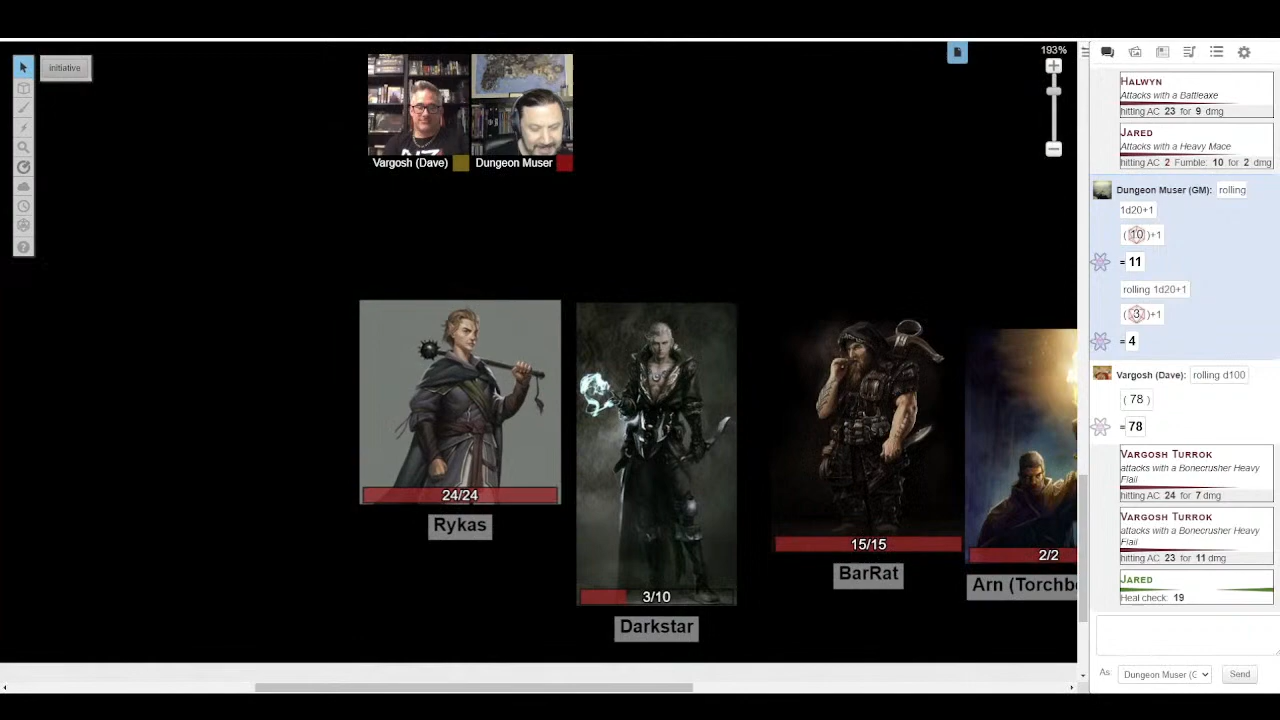 initiative
193%
Vargosh (Dave)
Dungeon Muser
24/24
Rykas
3/10
Darkstar
15/15
BarRat
2/2
Arn (Torchb
HALWYN
Attacks with a Battleaxe
hitting AC 23 for 9 dmg
JARED
Attacks with a Heavy Mace
hitting AC 2 Fumble: 10 for 2 dmg
Dungeon Muser (GM): rolling
1d20+1
(10)+1
= 11
rolling 1d20+1
(3)+1
= 4
Vargosh (Dave): rolling d100
(78)
= 78
VARGOSH TURROK
attacks with a Bonecrusher Heavy
Flail
hitting AC 24 for 7 dmg
VARGOSH TURROK
attacks with a Bonecrusher Heavy
Flail
hitting AC 23 for 11 dmg
JARED
Heal check: 19
As: Dungeon Muser (G
Send